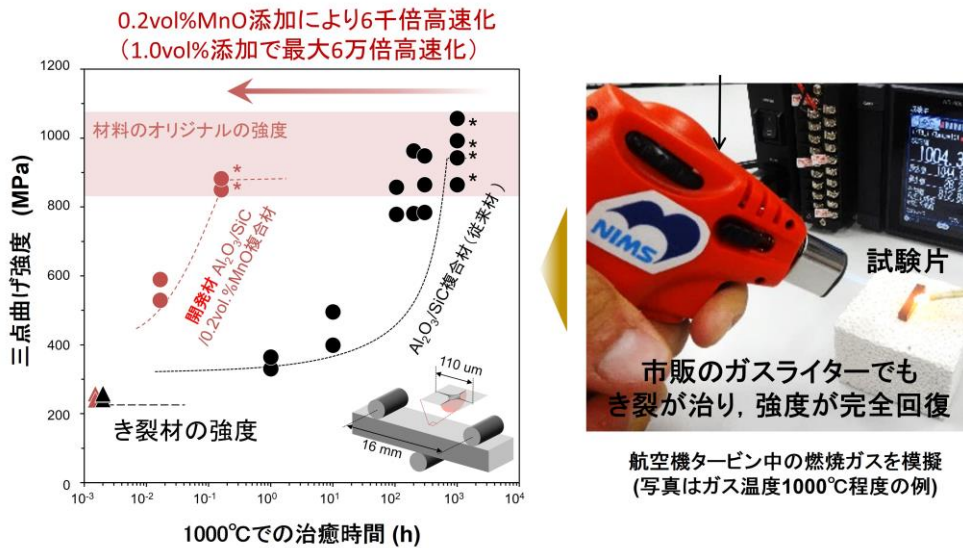 0.2vol%MnO添加により6千倍高速化
（1.0vol%添加で最大6万倍高速化）
1200
1000
800
600
400
200
0
三点曲げ強度 (MPa)
材料のオリジナルの強度
*
*
*
*
*
*
開発材 Al₂O₃/SiC
/0.2vol.%MnO複合材
Al₂O₃/SiC複合材（従来材）
き裂材の強度
110 um
16 mm
10⁻³
10⁻²
10⁻¹
10⁰
10¹
10²
10³
10⁴
1000℃での治癒時間 (h)
NIMS
1004.3
試験片
市販のガスライターでも
き裂が治り，強度が完全回復
航空機タービン中の燃焼ガスを模擬
(写真はガス温度1000℃程度の例)